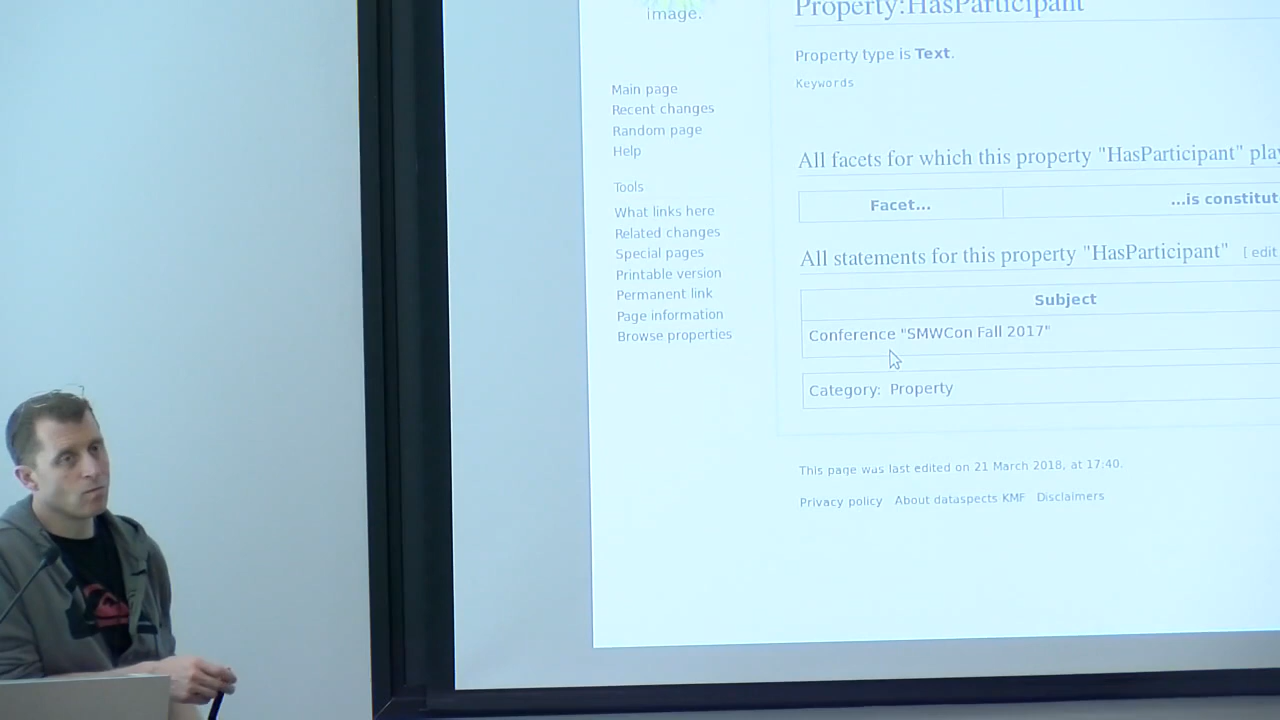 image.
Property:HasParticipant
Property type is Text.
Keywords
Main page
Recent changes
Random page
Help
Tools
What links here
Related changes
Special pages
Printable version
Permanent link
Page information
Browse properties
All facets for which this property "HasParticipant" play
Facet...
...is constitut
All statements for this property "HasParticipant" [ edit
Subject
Conference "SMWCon Fall 2017"
Category: Property
This page was last edited on 21 March 2018, at 17:40.
Privacy policy About dataspects KMF Disclaimers